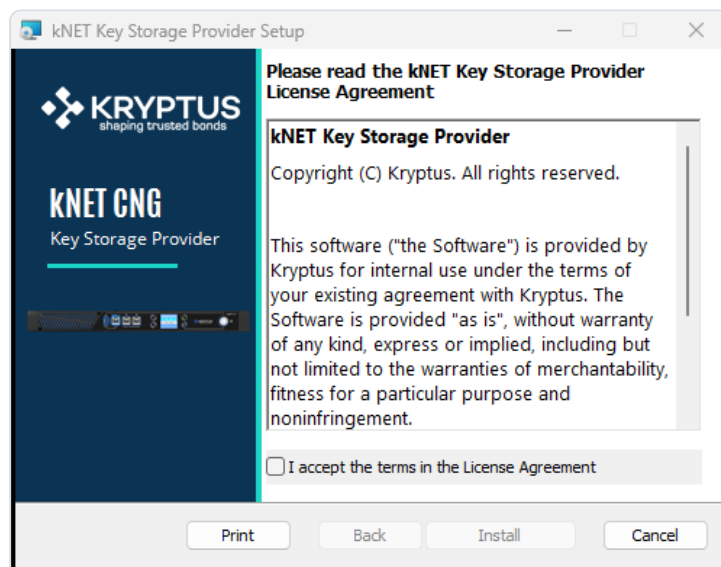 kNET Key Storage Provider Setup
KRYPTUS
shaping trusted bonds
kNET CNG
Key Storage Provider
Please read the kNET Key Storage Provider
License Agreement
kNET Key Storage Provider
Copyright (C) Kryptus. All rights reserved.
This software ("the Software") is provided by
Kryptus for internal use under the terms of
your existing agreement with Kryptus. The
Software is provided "as is", without warranty
of any kind, express or implied, including but
not limited to the warranties of merchantability,
fitness for a particular purpose and
noninfringement.
I accept the terms in the License Agreement
Print
Back
Install
Cancel